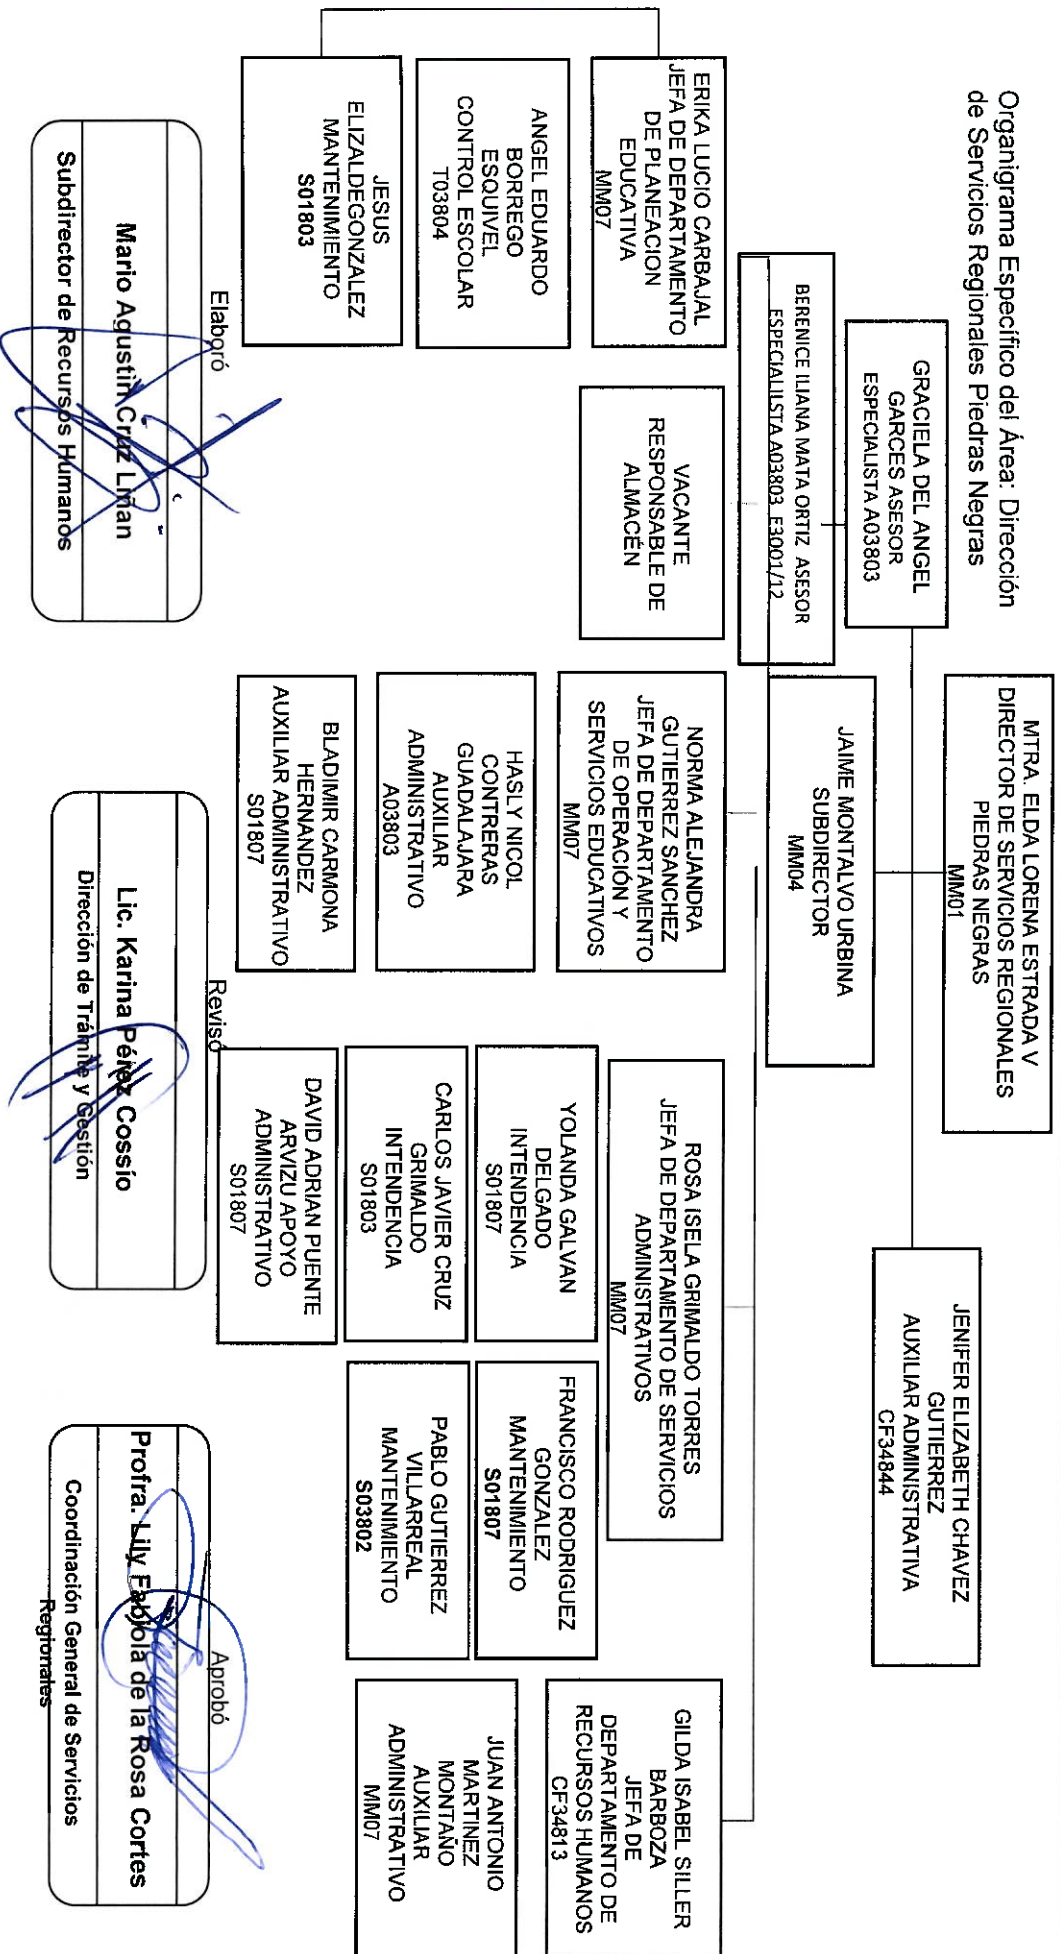 Organigrama Específico del Área: Dirección
de Servicios Regionales Piedras Negras
MTRA. ELDA LORENA ESTRADA V
DIRECTOR DE SERVICIOS REGIONALES
PIEDRAS NEGRAS
MM01
GRACIELA DEL ANGEL
GARCES ASESOR
ESPECIALISTA A03803
JENIFER ELIZABETH CHAVEZ
GUTIERREZ
AUXILIAR ADMINISTRATIVA
CF34844
BERENICE ILIANA MATA ORTIZ ASESOR
ESPECIALILSTA A03803 E3001/12
JAIME MONTALVO URBINA
SUBDIRECTOR
MM04
ERIKA LUCIO CARBAJAL
JEFA DE DEPARTAMENTO
DE PLANEACION
EDUCATIVA
MM07
ANGEL EDUARDO
BORREGO
ESQUIVEL
CONTROL ESCOLAR
T03804
JESUS
ELIZALDEGONZALEZ
MANTENIMIENTO
S01803
VACANTE
RESPONSABLE DE
ALMACÉN
NORMA ALEJANDRA
GUTIERREZ SANCHEZ
JEFA DE DEPARTAMENTO
DE OPERACIÓN Y
SERVICIOS EDUCATIVOS
MM07
HASLY NICOL
CONTRERAS
GUADALAJARA
AUXILIAR
ADMINISTRATIVO
A03803
BLADIMIR CARMONA
HERNANDEZ
AUXILIAR ADMINISTRATIVO
S01807
ROSA ISELA GRIMALDO TORRES
JEFA DE DEPARTAMENTO DE SERVICIOS
ADMINISTRATIVOS
MM07
YOLANDA GALVAN
DELGADO
INTENDENCIA
S01807
CARLOS JAVIER CRUZ
GRIMALDO
INTENDENCIA
S01803
DAVID ADRIAN PUENTE
ARVIZU APOYO
ADMINISTRATIVO
S01807
FRANCISCO RODRIGUEZ
GONZALEZ
MANTENIMIENTO
S01807
PABLO GUTIERREZ
VILLARREAL
MANTENIMIENTO
S03802
GILDA ISABEL SILLER
BARBOZA
JEFA DE
DEPARTAMENTO DE
RECURSOS HUMANOS
CF34813
JUAN ANTONIO
MARTINEZ
MONTAÑO
AUXILIAR
ADMINISTRATIVO
MM07
Elaboró
Mario Agustín Cruz Liñan
Subdirector de Recursos Humanos
Revisó
Lic. Karina Pérez Cossío
Dirección de Trámite y Gestión
Aprobó
Profra. Lily Fabiola de la Rosa Cortes
Coordinación General de Servicios
Regionales